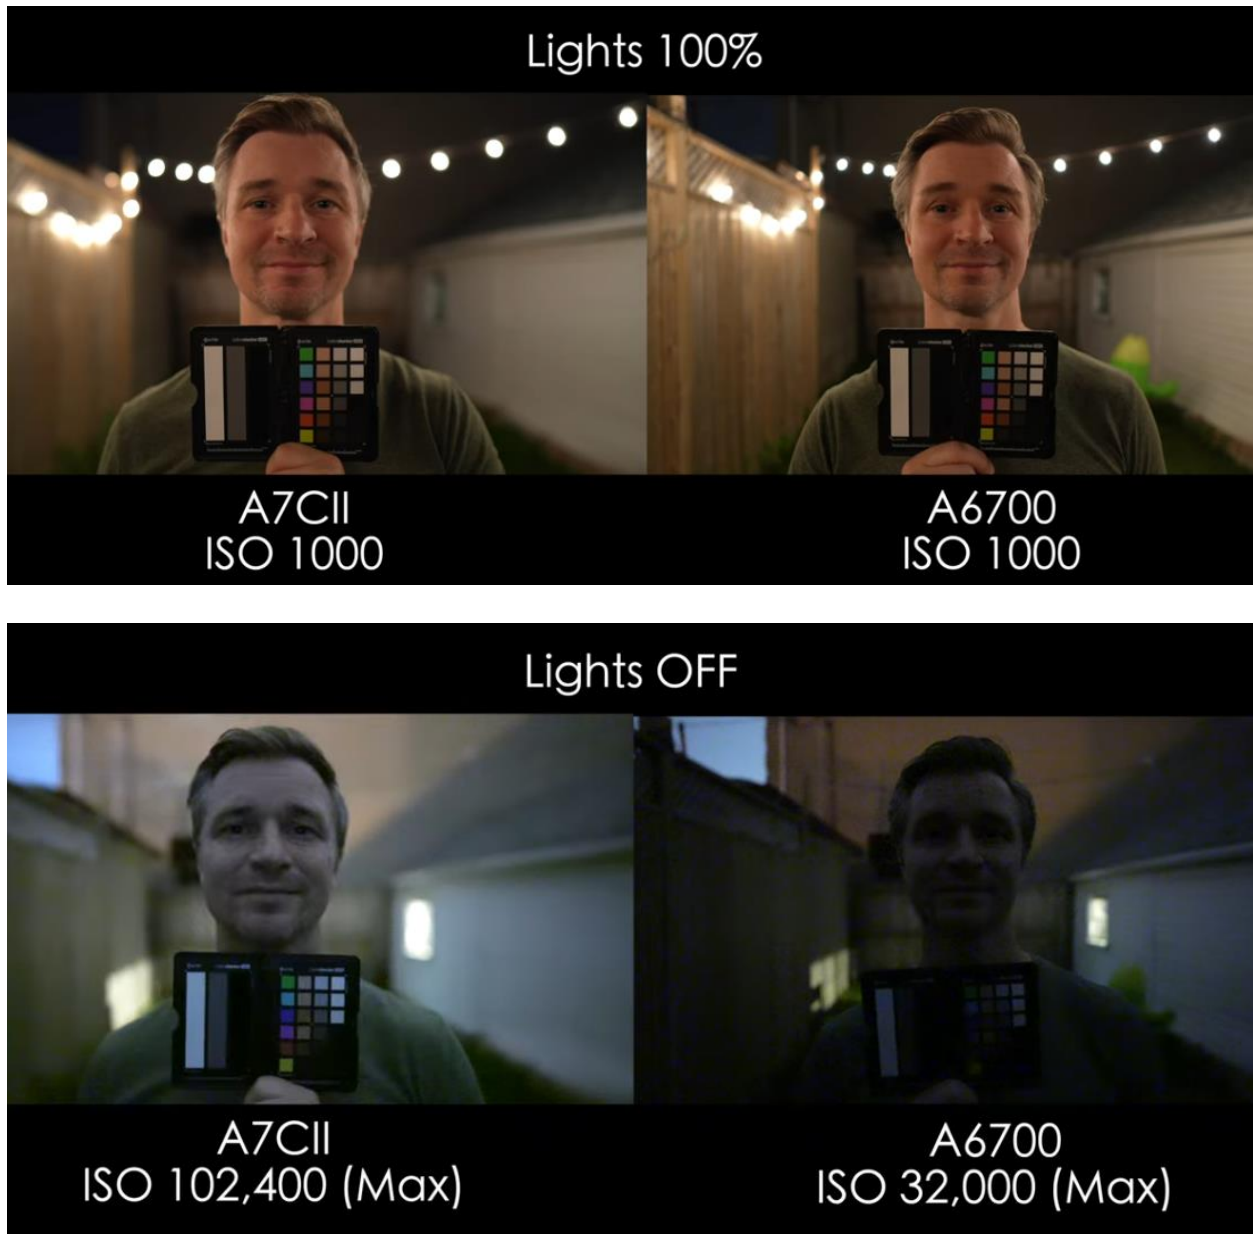 Lights 100%
A7CII
ISO 1000
A6700
ISO 1000
Lights OFF
A7CII
ISO 102,400 (Max)
A6700
ISO 32,000 (Max)